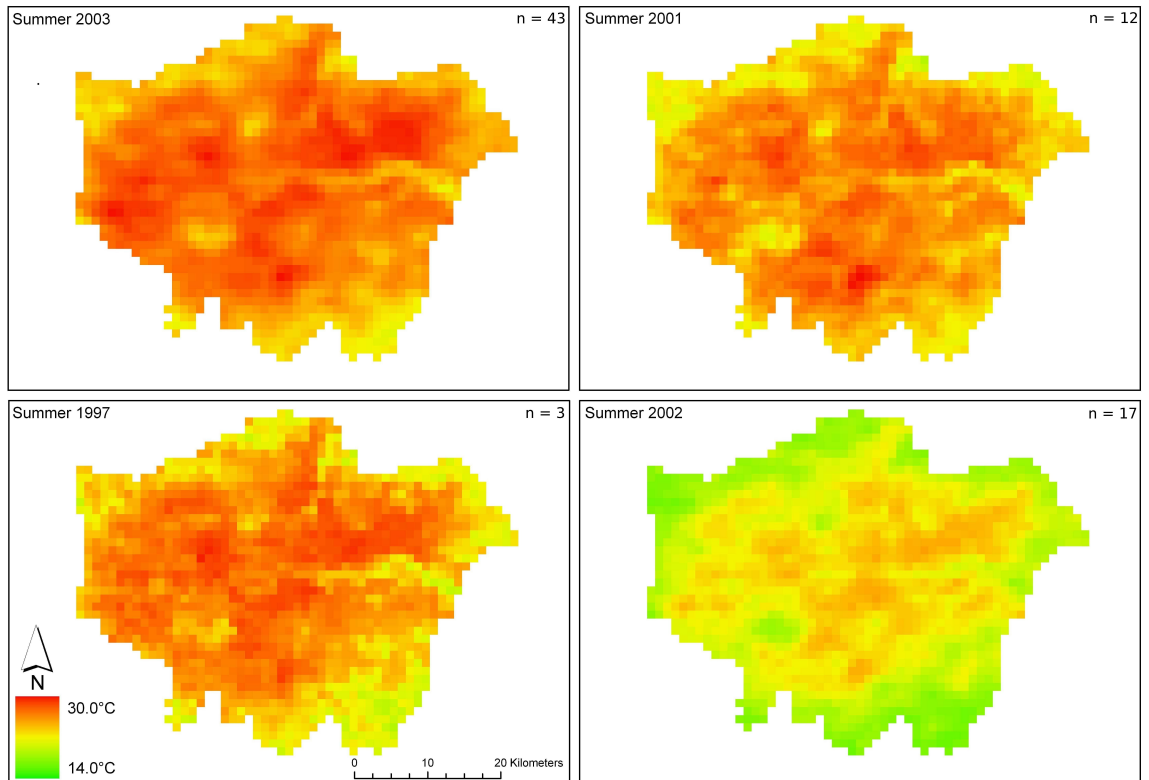 Summer 2003
n = 43
Summer 2001
n = 12
Summer 1997
n = 3
Summer 2002
n = 17
N
30.0°C
14.0°C
0 10 20 Kilometers